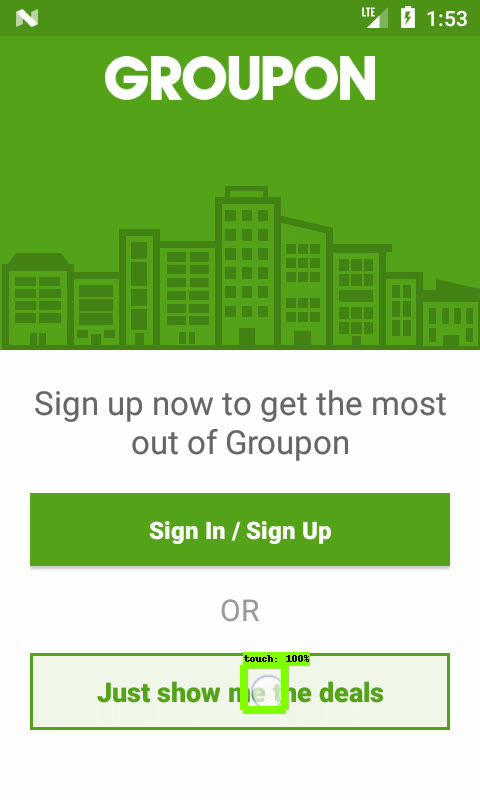 LTE 1:53
GROUPON
Sign up now to get the most
out of Groupon
Sign In / Sign Up
OR
touch: 100%
Just show me the deals